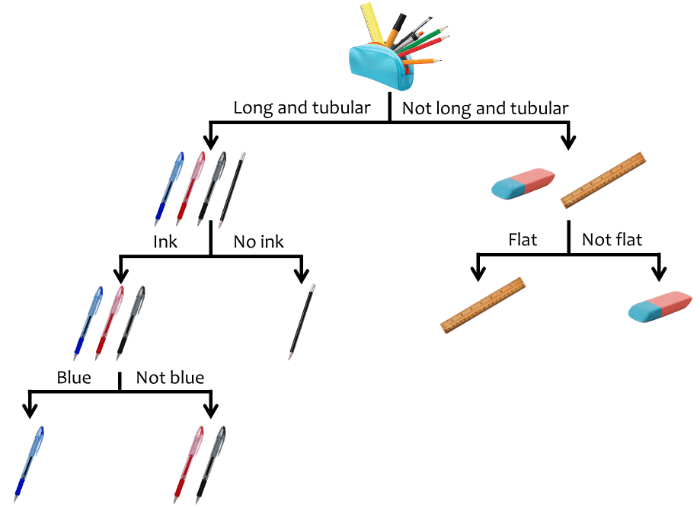 Long and tubular
Not long and tubular
Ink
No ink
Flat
Not flat
Blue
Not blue